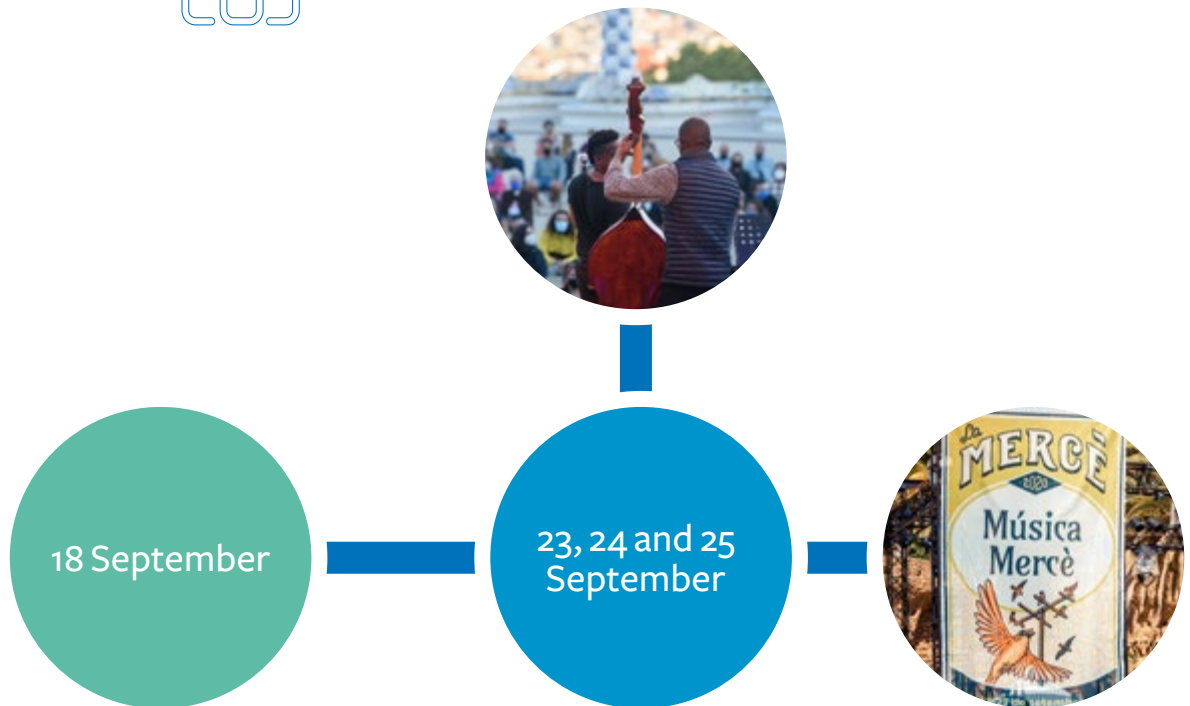 18 September
23, 24 and 25
September
La
MERCÈ
2020
Música
Mercè